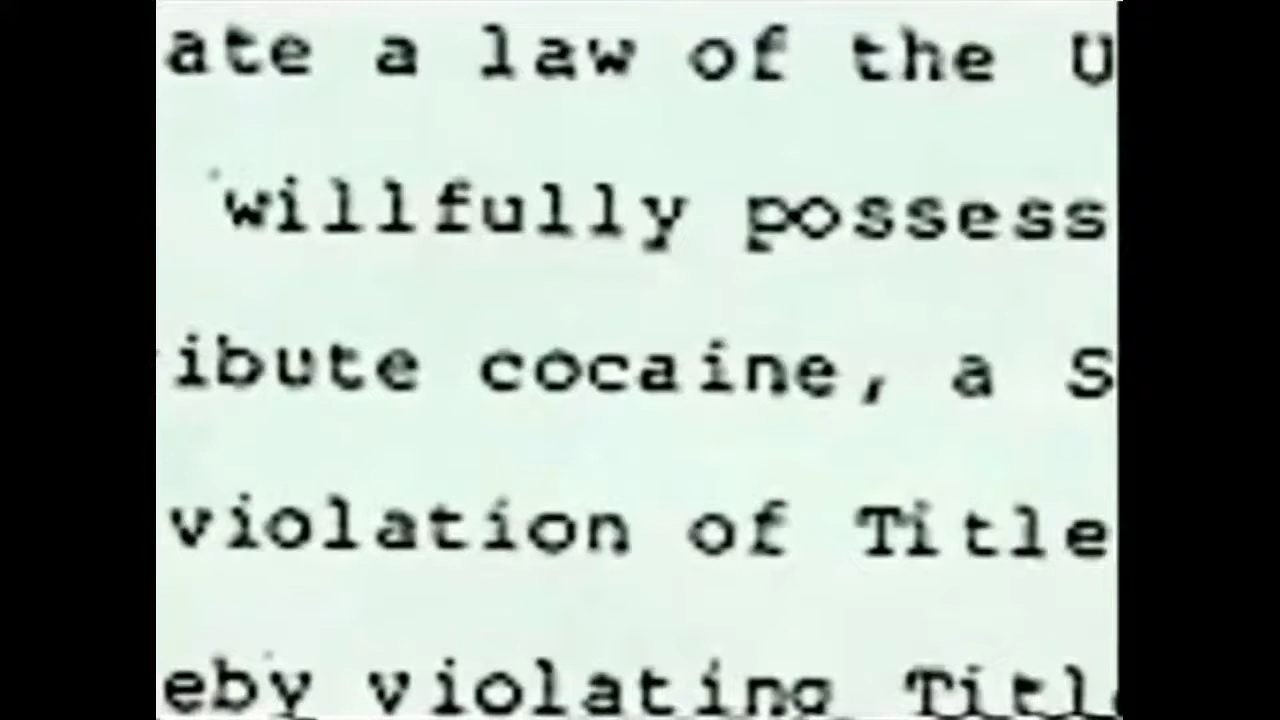 ate a law of the U
willfully possess
ibute cocaine, a S
violation of Title
eby violating Titl